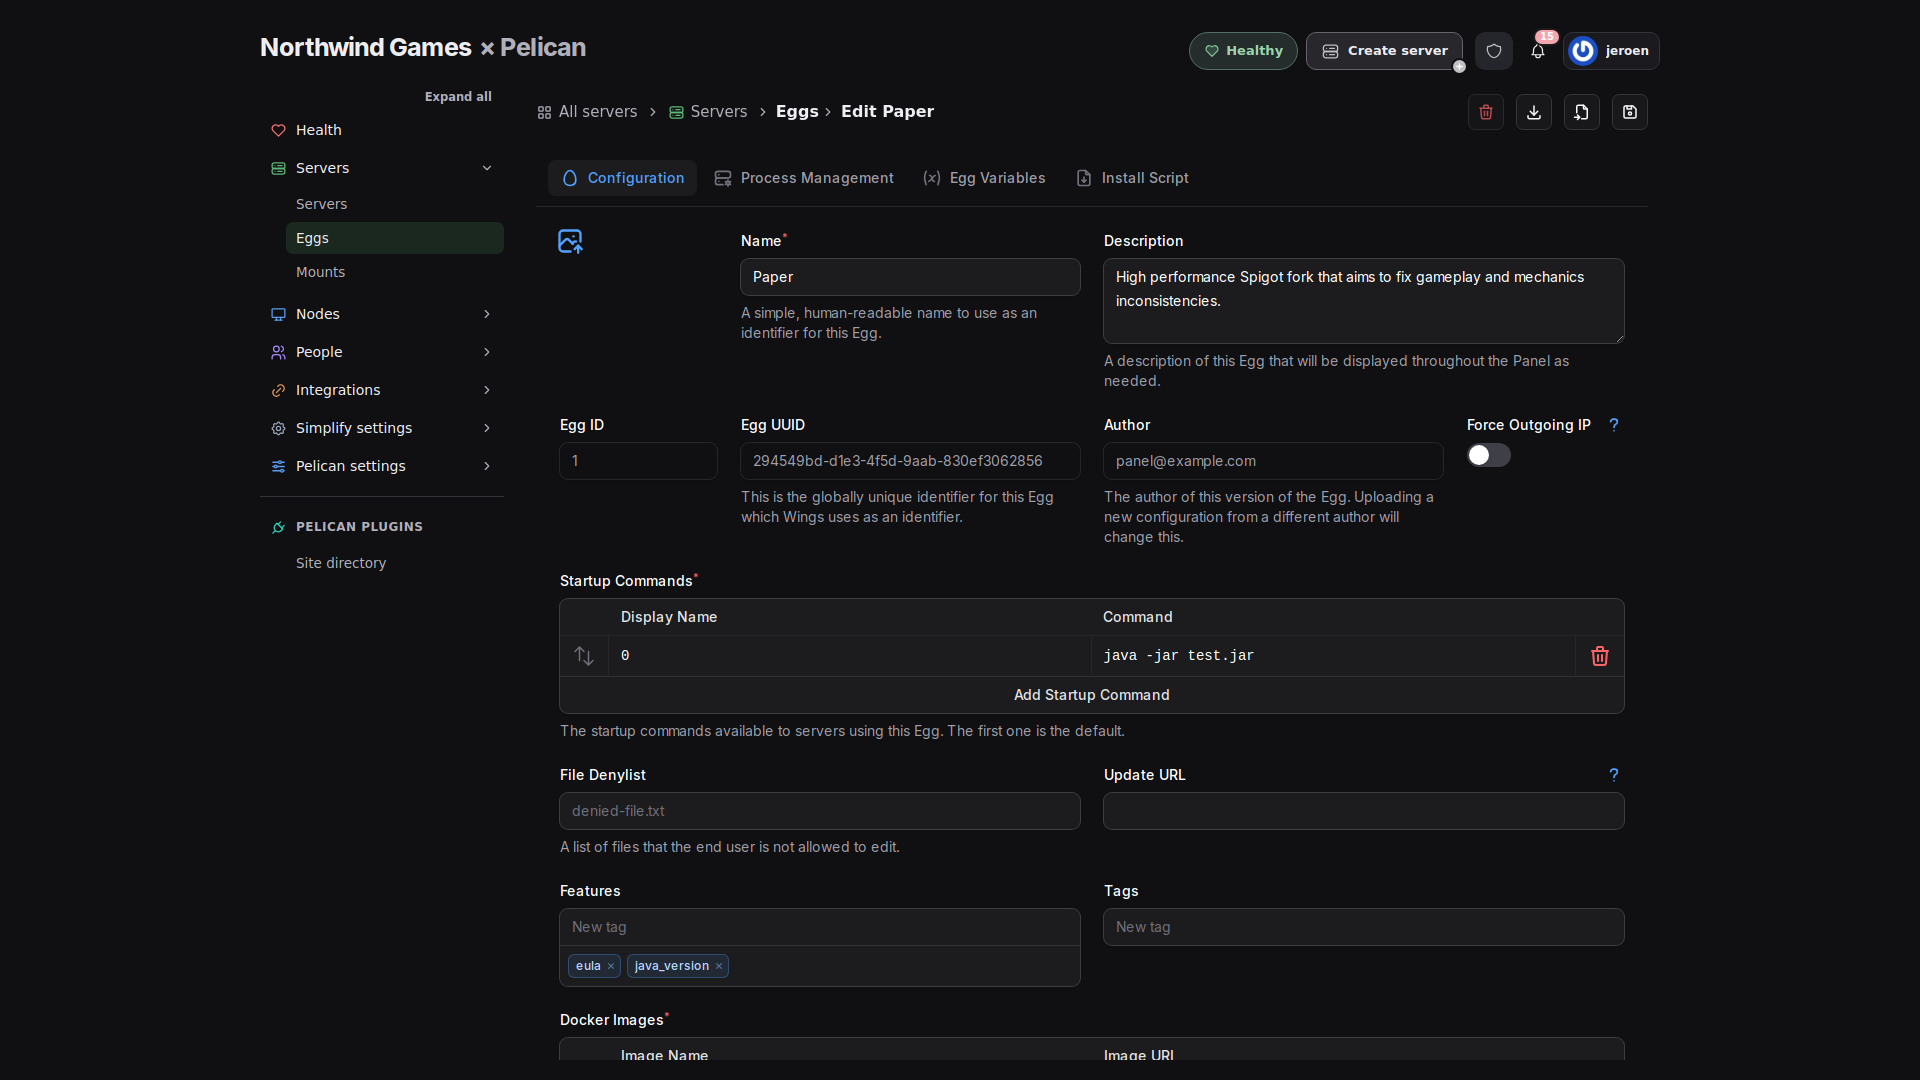 Northwind Games × Pelican
Healthy
Create server
15
jeroen
Expand all
Health
Servers
Servers
Eggs
Mounts
Nodes
People
Integrations
Simplify settings
Pelican settings
PELICAN PLUGINS
Site directory
All servers > Servers > Eggs > Edit Paper
Configuration
Process Management
Egg Variables
Install Script
Name*
Paper
A simple, human-readable name to use as an
identifier for this Egg.
Description
High performance Spigot fork that aims to fix gameplay and mechanics
inconsistencies.
A description of this Egg that will be displayed throughout the Panel as
needed.
Egg ID
1
Egg UUID
294549bd-d1e3-4f5d-9aab-830ef3062856
This is the globally unique identifier for this Egg
which Wings uses as an identifier.
Author
panel@example.com
The author of this version of the Egg. Uploading a
new configuration from a different author will
change this.
Force Outgoing IP ?
Startup Commands*
Display Name
Command
0
java -jar test.jar
Add Startup Command
The startup commands available to servers using this Egg. The first one is the default.
File Denylist
denied-file.txt
A list of files that the end user is not allowed to edit.
Update URL ?
Features
New tag
eula ×
java_version ×
Tags
New tag
Docker Images*
Image Name
Image URI